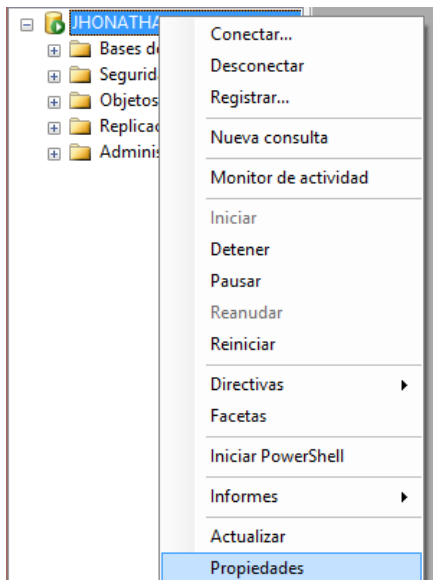 JHONATHA
Bases de
Segurid
Objetos
Replicac
Adminis
Conectar...
Desconectar
Registrar...
Nueva consulta
Monitor de actividad
Iniciar
Detener
Pausar
Reanudar
Reiniciar
Directivas
Facetas
Iniciar PowerShell
Informes
Actualizar
Propiedades